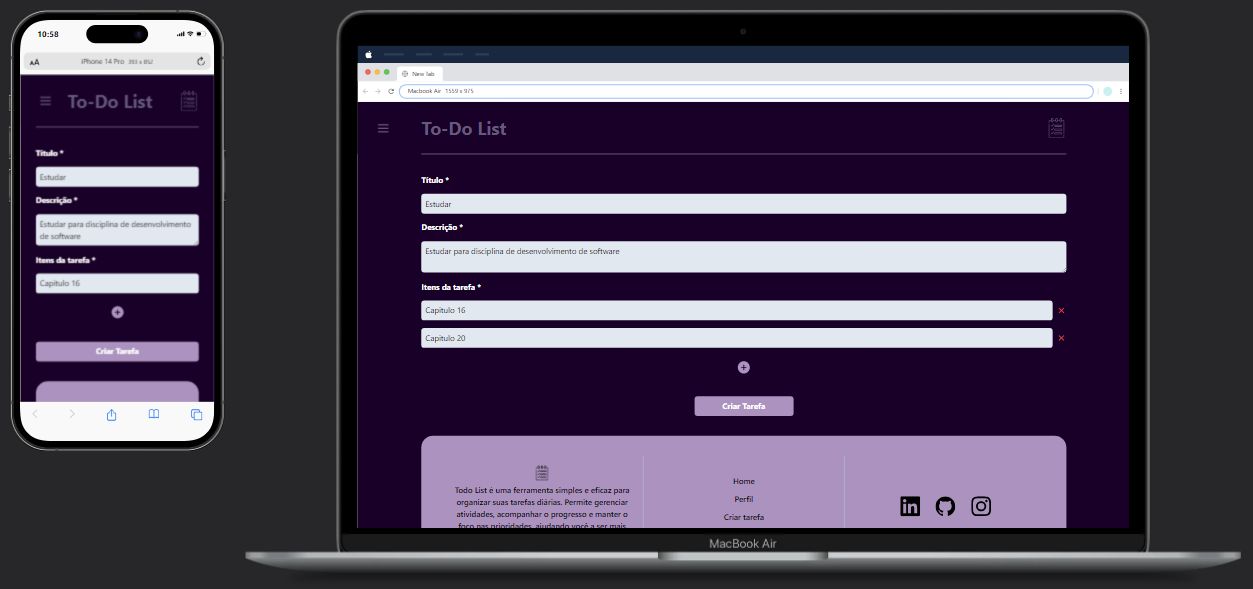 10:58
AA
iPhone 14 Pro 393 x 852
To-Do List
Título *
Estudar
Descrição *
Estudar para disciplina de desenvolvimento
de software
Itens da tarefa *
Capitulo 16
Criar Tarefa
New Tab
Macbook Air 1559 x 975
To-Do List
Título *
Estudar
Descrição *
Estudar para disciplina de desenvolvimento de software
Itens da tarefa *
Capitulo 16
Capitulo 20
Criar Tarefa
Todo List é uma ferramenta simples e eficaz para
organizar suas tarefas diárias. Permite gerenciar
atividades, acompanhar o progresso e manter o
foco nas prioridades, ajudando você a ser mais
Home
Perfil
Criar tarefa
MacBook Air